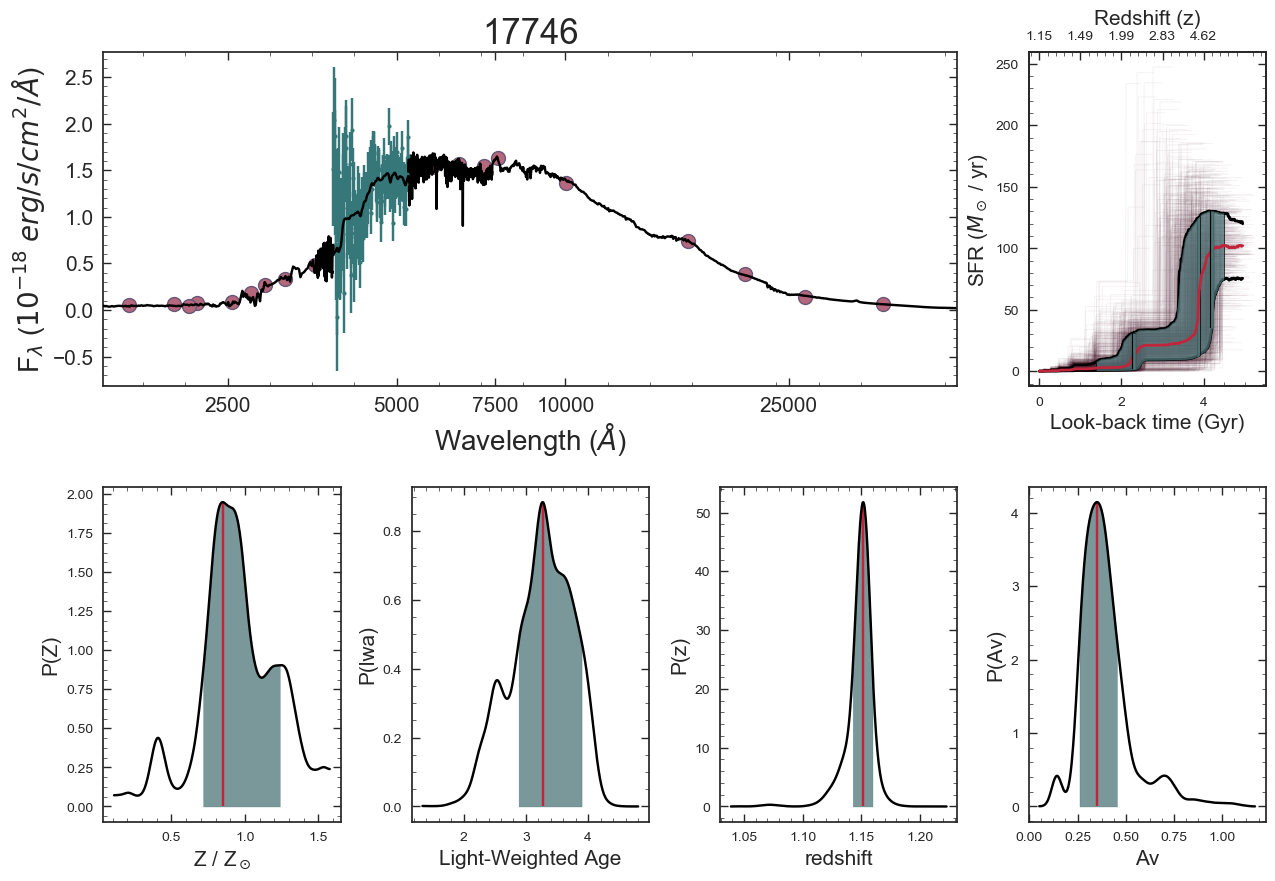 17746
F_λ (10^−18 erg/s/cm^2/Å)
2.5
2.0
1.5
1.0
0.5
0.0
−0.5
2500 5000 7500 10000 25000
Wavelength (Å)
Redshift (z)
1.15 1.49 1.99 2.83 4.62
SFR (M_⊙ / yr)
250
200
150
100
50
0
0 2 4
Look-back time (Gyr)
P(Z)
2.00
1.75
1.50
1.25
1.00
0.75
0.50
0.25
0.00
0.5 1.0 1.5
Z / Z_⊙
P(lwa)
0.8
0.6
0.4
0.2
0.0
2 3 4
Light-Weighted Age
P(z)
50
40
30
20
10
0
1.05 1.10 1.15 1.20
redshift
P(Av)
4
3
2
1
0
0.00 0.25 0.50 0.75 1.00
Av